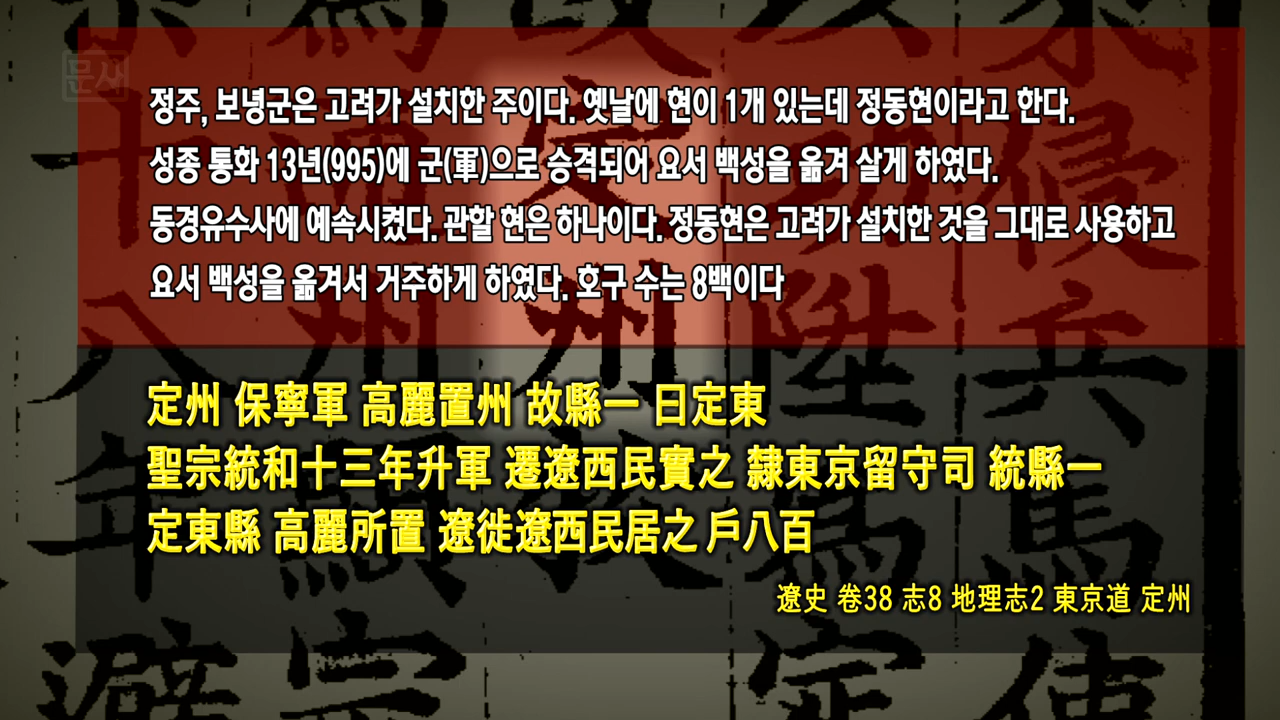 문새
정주, 보녕군은 고려가 설치한 주이다. 옛날에 현이 1개 있는데 정동현이라고 한다.
성종 통화 13년(995)에 군(軍)으로 승격되어 요서 백성을 옮겨 살게 하였다.
동경유수사에 예속시켰다. 관할 현은 하나이다. 정동현은 고려가 설치한 것을 그대로 사용하고
요서 백성을 옮겨서 거주하게 하였다. 호구 수는 8백이다
定州 保寧軍 高麗置州 故縣一 曰定東
聖宗統和十三年升軍 遷遼西民實之 隸東京留守司 統縣一
定東縣 高麗所置 遼徙遼西民居之 戶八百
遼史 卷38 志8 地理志2 東京道 定州